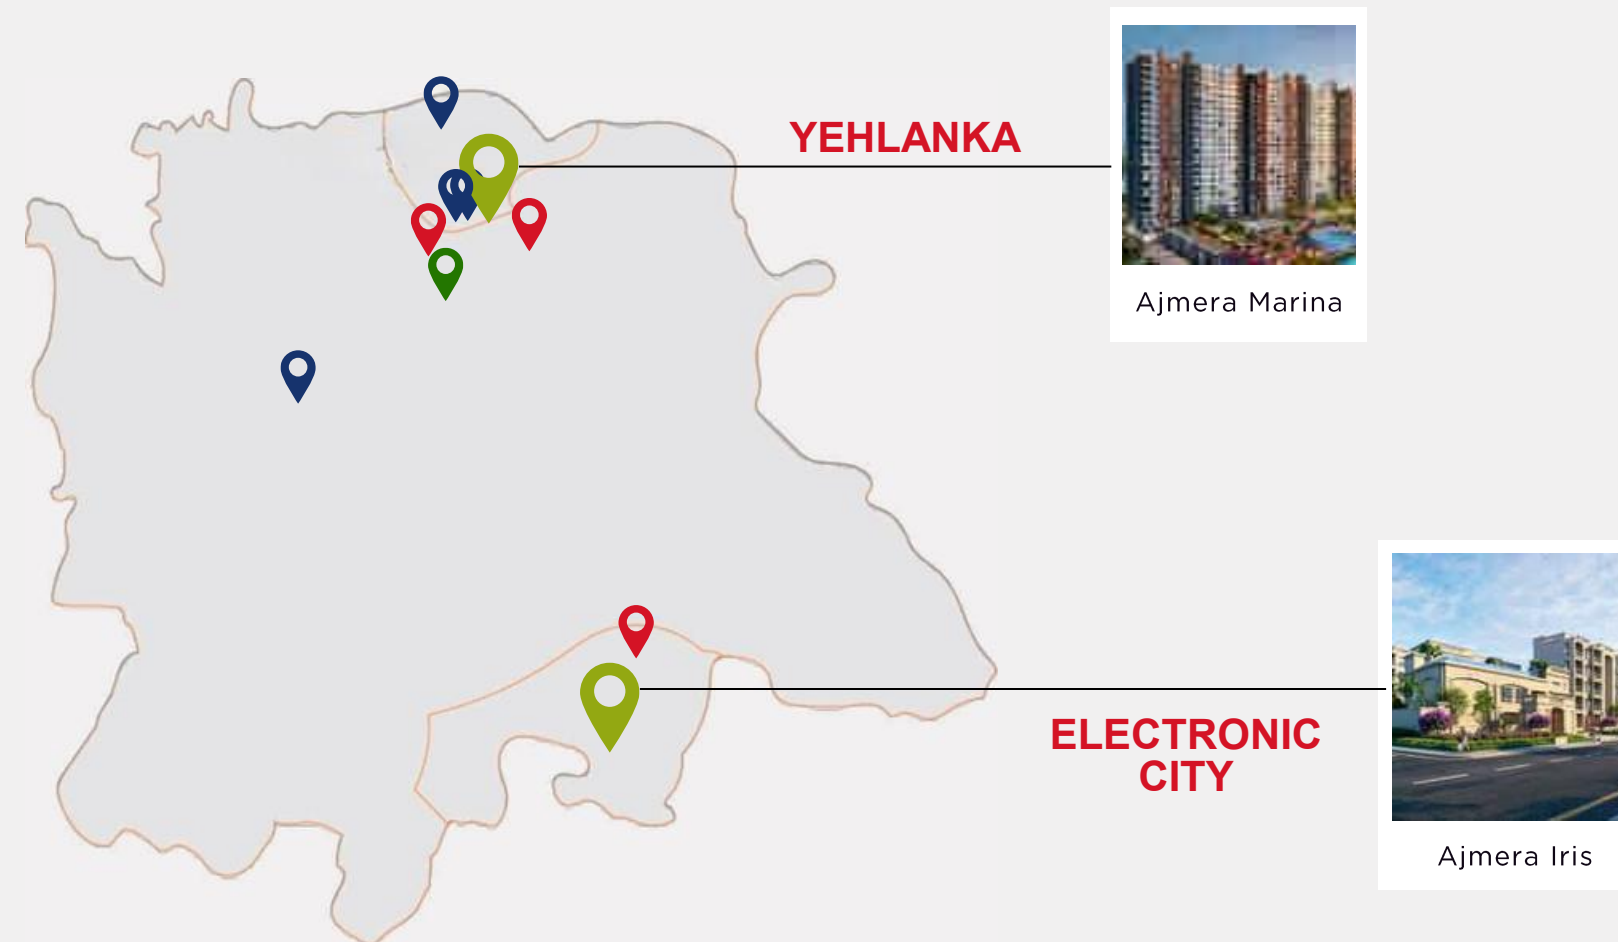 YEHLANKA
Ajmera Marina
ELECTRONIC
CITY
Ajmera Iris